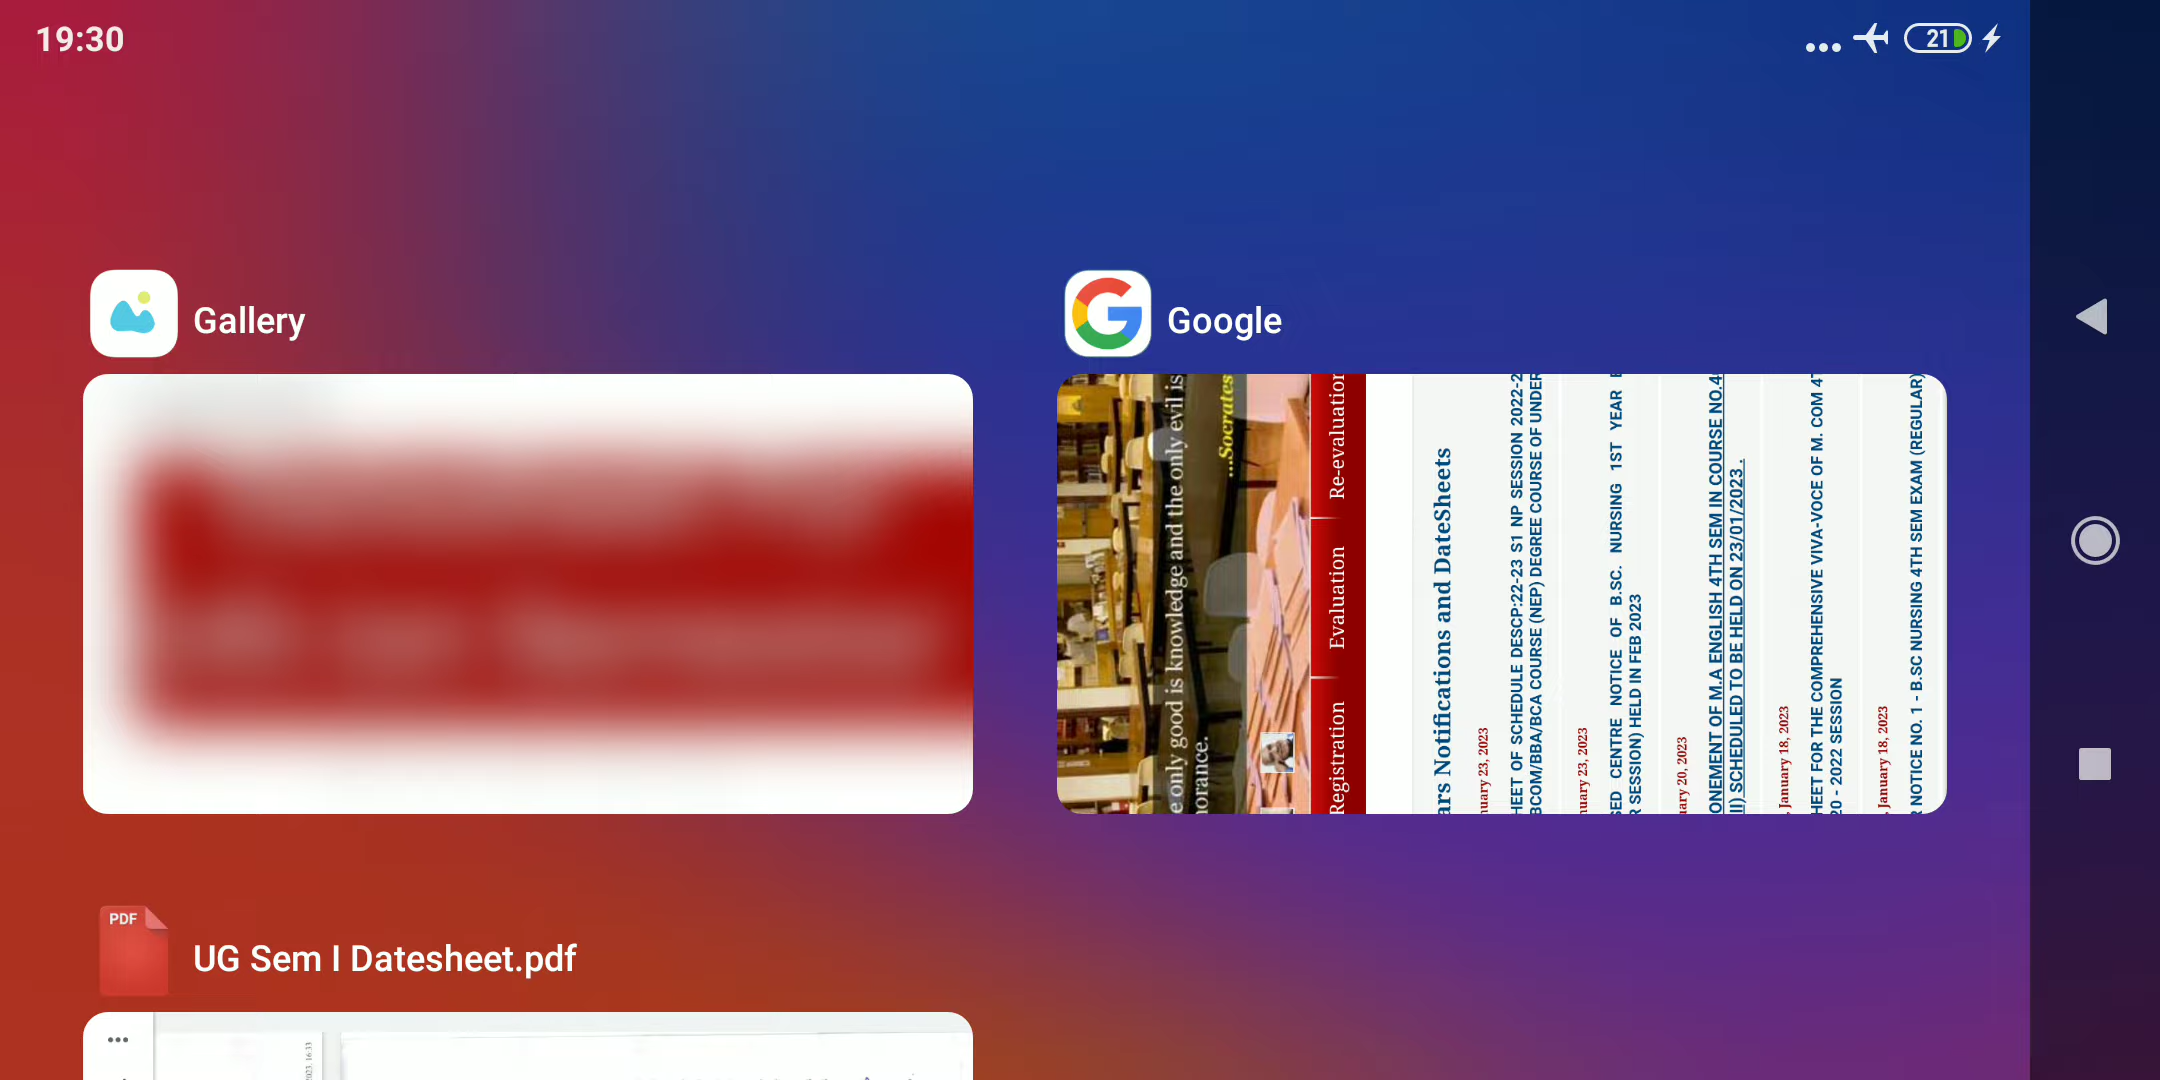 19:30
21
Gallery
Google
e only good is knowledge and the only evil is
norance.
...Socrates
Registration
Evaluation
Re-evaluation
ars Notifications and DateSheets
nuary 23, 2023
HEET OF SCHEDULE DESCP:22-23 S1 NP SESSION 2022-2
BCOM/BBA/BCA COURSE (NEP) DEGREE COURSE OF UNDER
nuary 23, 2023
SED CENTRE NOTICE OF B.SC. NURSING 1ST YEAR
R SESSION) HELD IN FEB 2023
uary 20, 2023
ONEMENT OF M.A ENGLISH 4TH SEM IN COURSE NO.4
II) SCHEDULED TO BE HELD ON 23/01/2023 .
, January 18, 2023
HEET FOR THE COMPREHENSIVE VIVA-VOCE OF M. COM 4T
20 - 2022 SESSION
, January 18, 2023
R NOTICE NO. 1 - B.SC NURSING 4TH SEM EXAM (REGULAR)
PDF
UG Sem I Datesheet.pdf